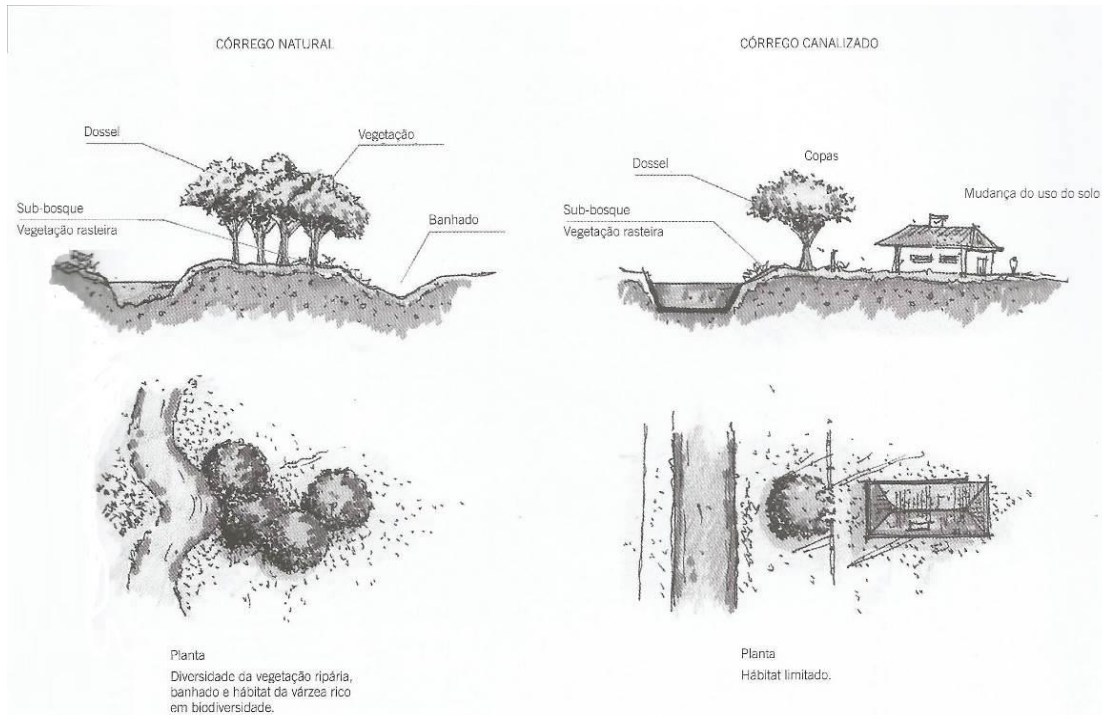 CÓRREGO NATURAL
Dossel
Vegetação
Sub-bosque
Vegetação rasteira
Banhado
Planta
Diversidade da vegetação ripária,
banhado e hábitat da várzea rico
em biodiversidade.
CÓRREGO CANALIZADO
Dossel
Copas
Mudança do uso do solo
Sub-bosque
Vegetação rasteira
Planta
Hábitat limitado.